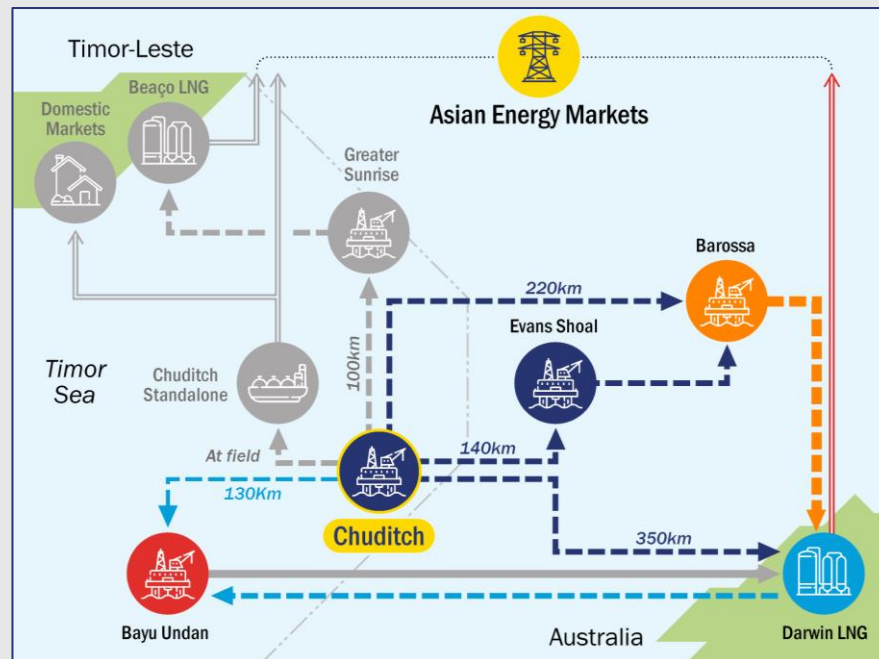 Timor-Leste
Beaço LNG
Domestic
Markets
Asian Energy Markets
Greater
Sunrise
Barossa
220km
Evans Shoal
Timor
Sea
Chuditch
Standalone
100km
At field
140km
130Km
Chuditch
350km
Bayu Undan
Australia
Darwin LNG